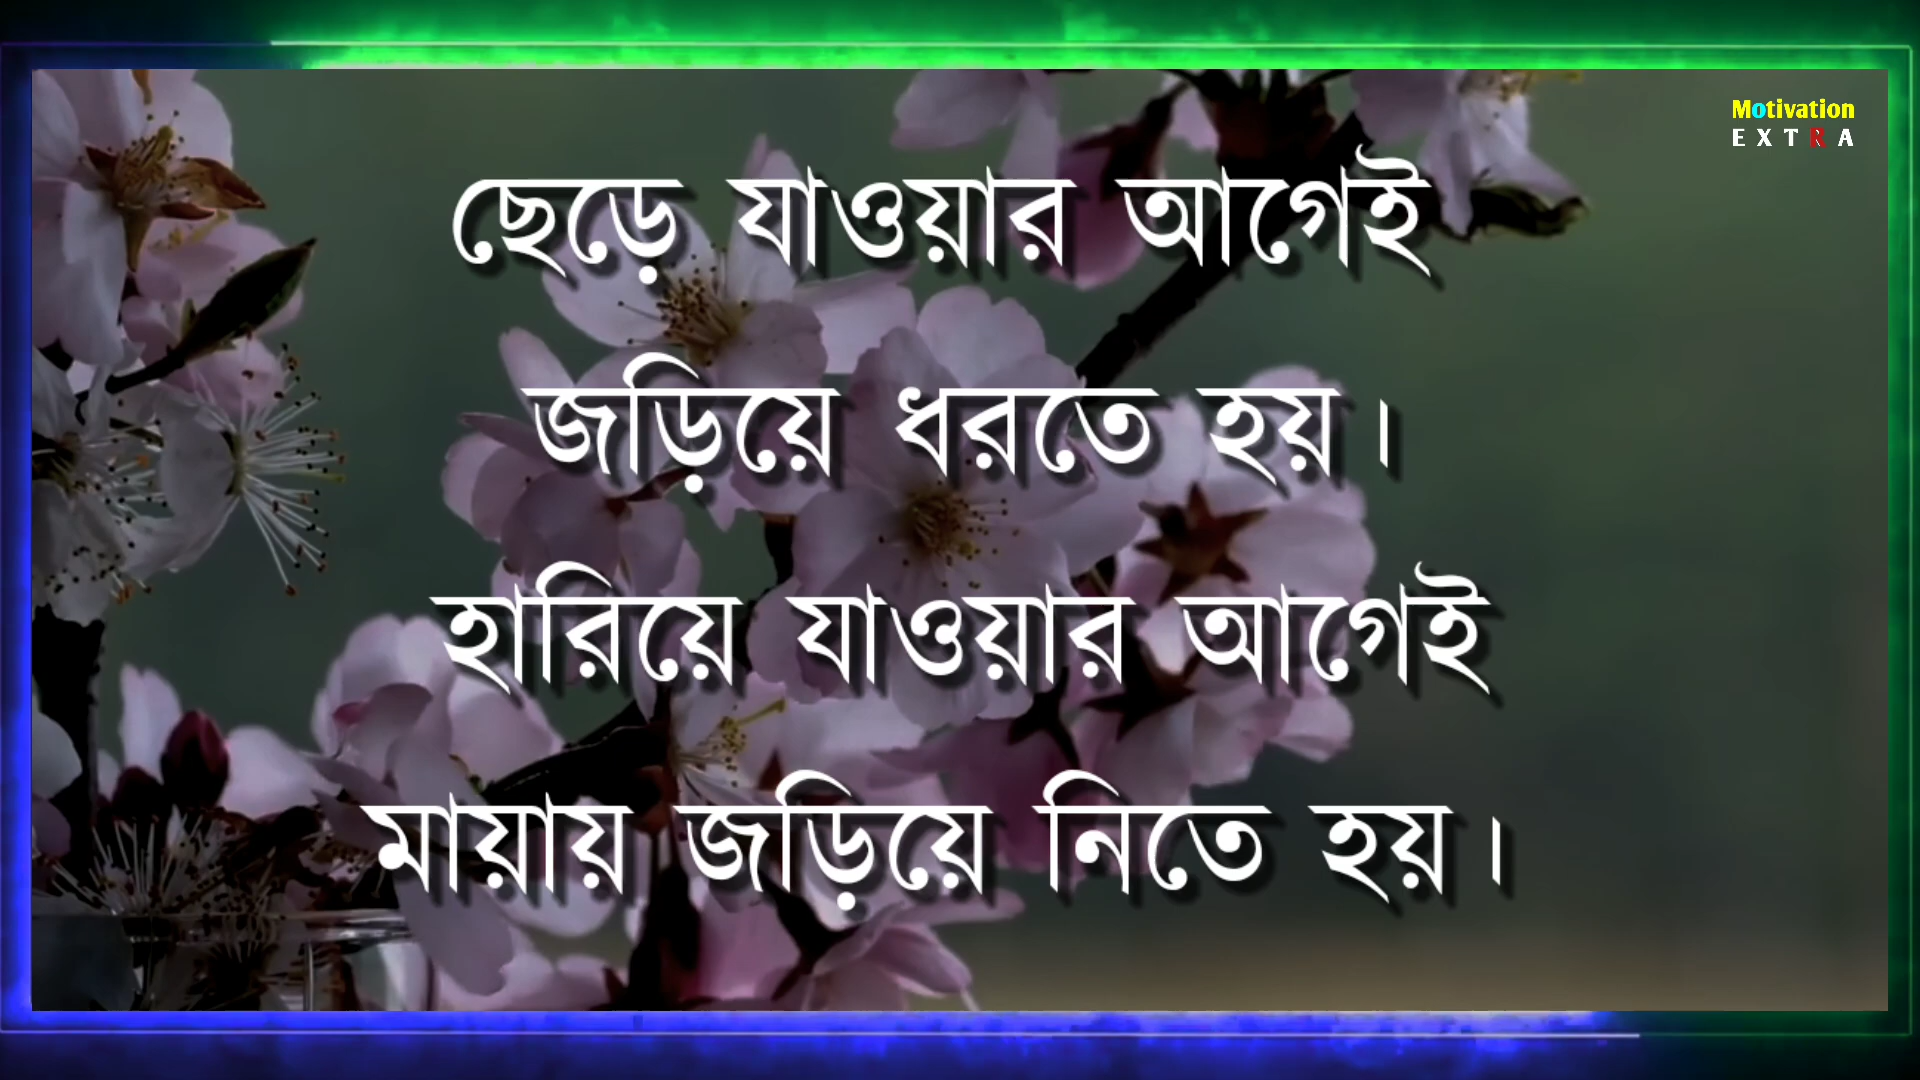 Motivation
EXTRA
ছেড়ে যাওয়ার আগেই
জড়িয়ে ধরতে হয়।
হারিয়ে যাওয়ার আগেই
মায়ায় জড়িয়ে নিতে হয়।